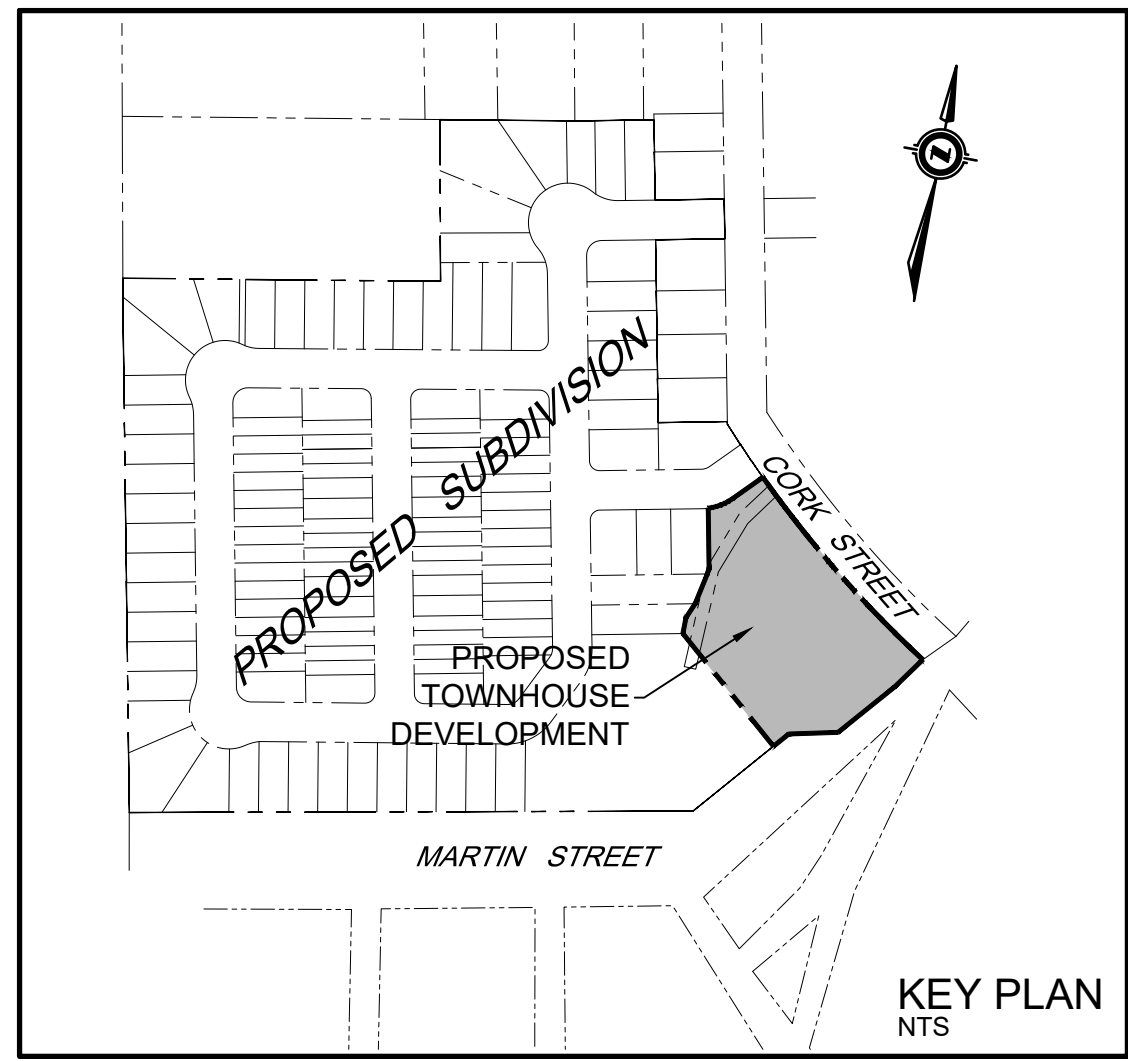 N
PROPOSED SUBDIVISION
CORK STREET
PROPOSED
TOWNHOUSE
DEVELOPMENT
MARTIN STREET
KEY PLAN
NTS